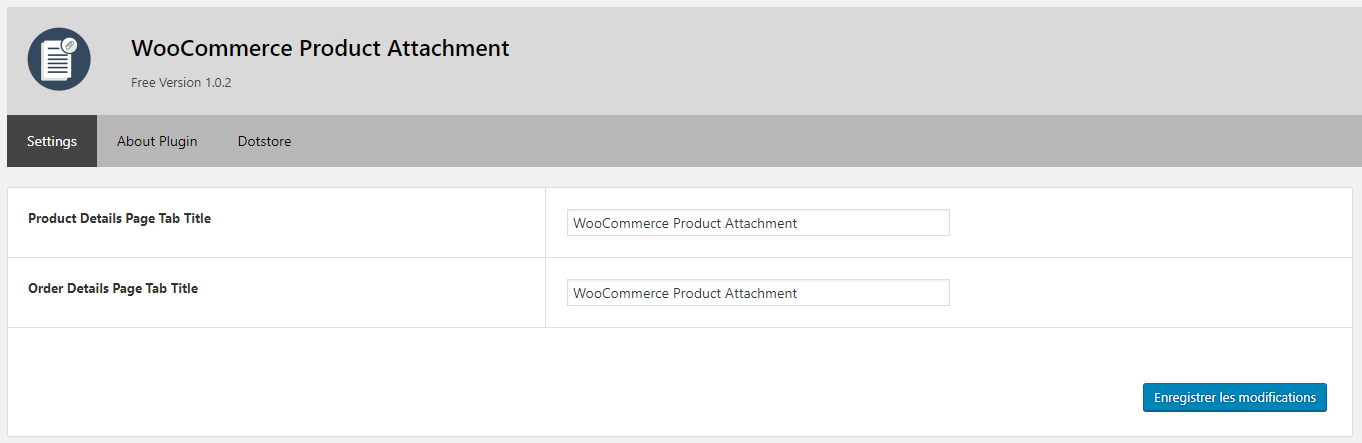 WooCommerce Product Attachment
Free Version 1.0.2
Settings About Plugin Dotstore
Product Details Page Tab Title WooCommerce Product Attachment
Order Details Page Tab Title WooCommerce Product Attachment
Enregistrer les modifications